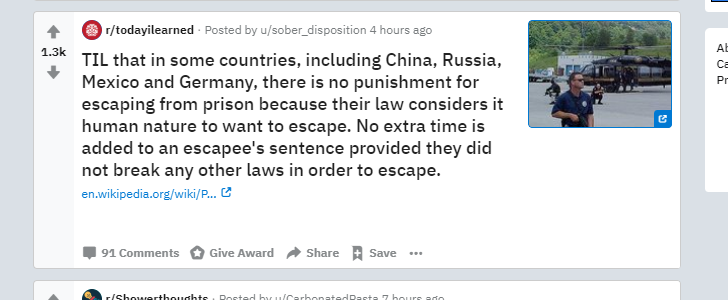 r/todayilearned · Posted by u/sober_disposition 4 hours ago
1.3k
TIL that in some countries, including China, Russia,
Mexico and Germany, there is no punishment for
escaping from prison because their law considers it
human nature to want to escape. No extra time is
added to an escapee's sentence provided they did
not break any other laws in order to escape.
en.wikipedia.org/wiki/P...
91 Comments Give Award Share Save ...
r/Showerthoughts · Posted by u/CarbonatedPasta 7 hours ago
Ab
Ca
Pr